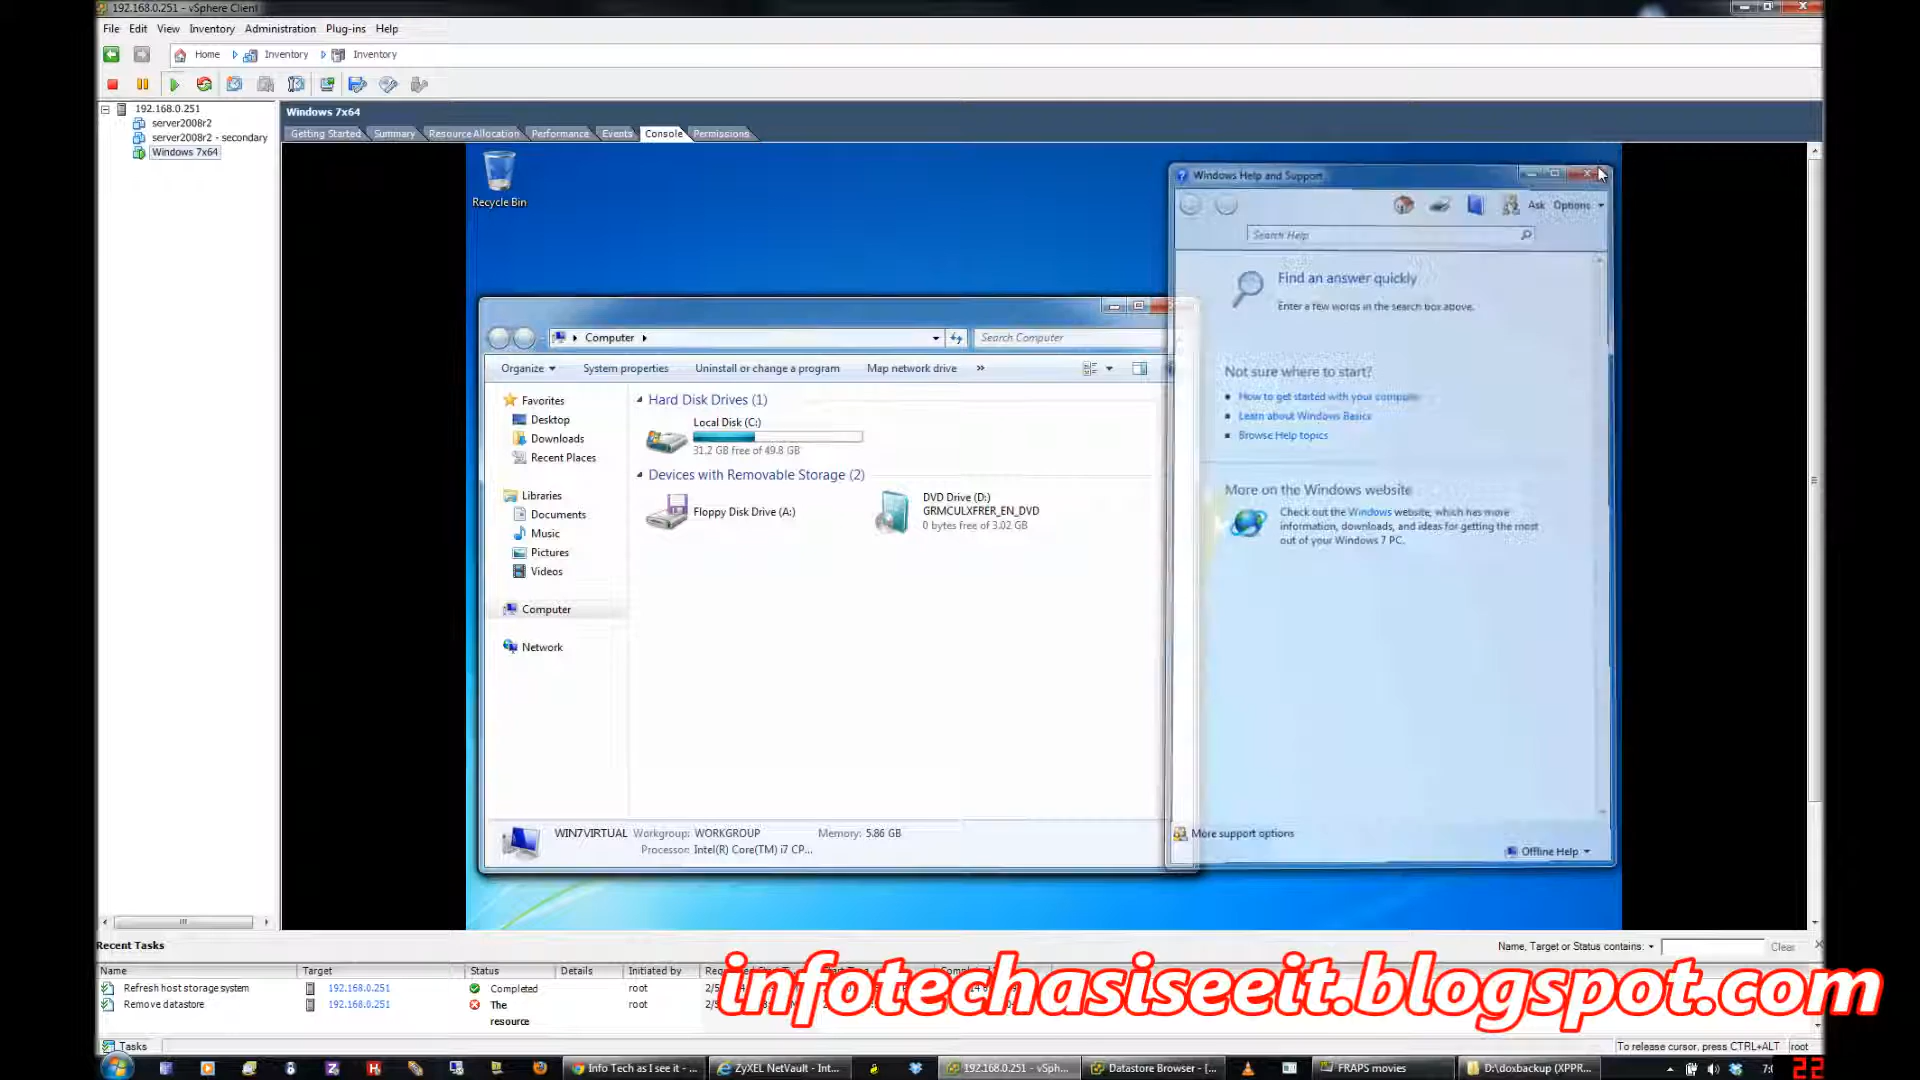 192.168.0.251 - vSphere Client
File Edit View Inventory Administration Plug-ins Help
Home Inventory Inventory
192.168.0.251
server2008r2
server2008r2 - secondary
Windows 7x64
Windows 7x64
Getting Started Summary Resource Allocation Performance Events Console Permissions
Recycle Bin
Windows Help and Support
Ask Options
Search Help
Find an answer quickly
Enter a few words in the search box above.
Not sure where to start?
How to get started with your computer
Learn about Windows Basics
Browse Help topics
More on the Windows website
Check out the Windows website, which has more
information, downloads, and ideas for getting the most
out of your Windows 7 PC.
More support options
Offline Help
Computer
Search Computer
Organize System properties Uninstall or change a program Map network drive »
Favorites
Desktop
Downloads
Recent Places
Libraries
Documents
Music
Pictures
Videos
Computer
Network
Hard Disk Drives (1)
Local Disk (C:)
31.2 GB free of 49.8 GB
Devices with Removable Storage (2)
Floppy Disk Drive (A:)
DVD Drive (D:)
GRMCULXFRER_EN_DVD
0 bytes free of 3.02 GB
WIN7VIRTUAL Workgroup: WORKGROUP Memory: 5.86 GB
Processor: Intel(R) Core(TM) i7 CP...
Recent Tasks
Name, Target or Status contains: Clear
Name Target Status Details Initiated by
Refresh host storage system 192.168.0.251 Completed root
Remove datastore 192.168.0.251 The resource root
infotechasiseeit.blogspot.com
Tasks
To release cursor, press CTRL+ALT root
Info Tech as I see it - ... ZyXEL NetVault - Int... 192.168.0.251 - vSph... Datastore Browser - [... FRAPS movies D:\doxbackup (XPPR...
22